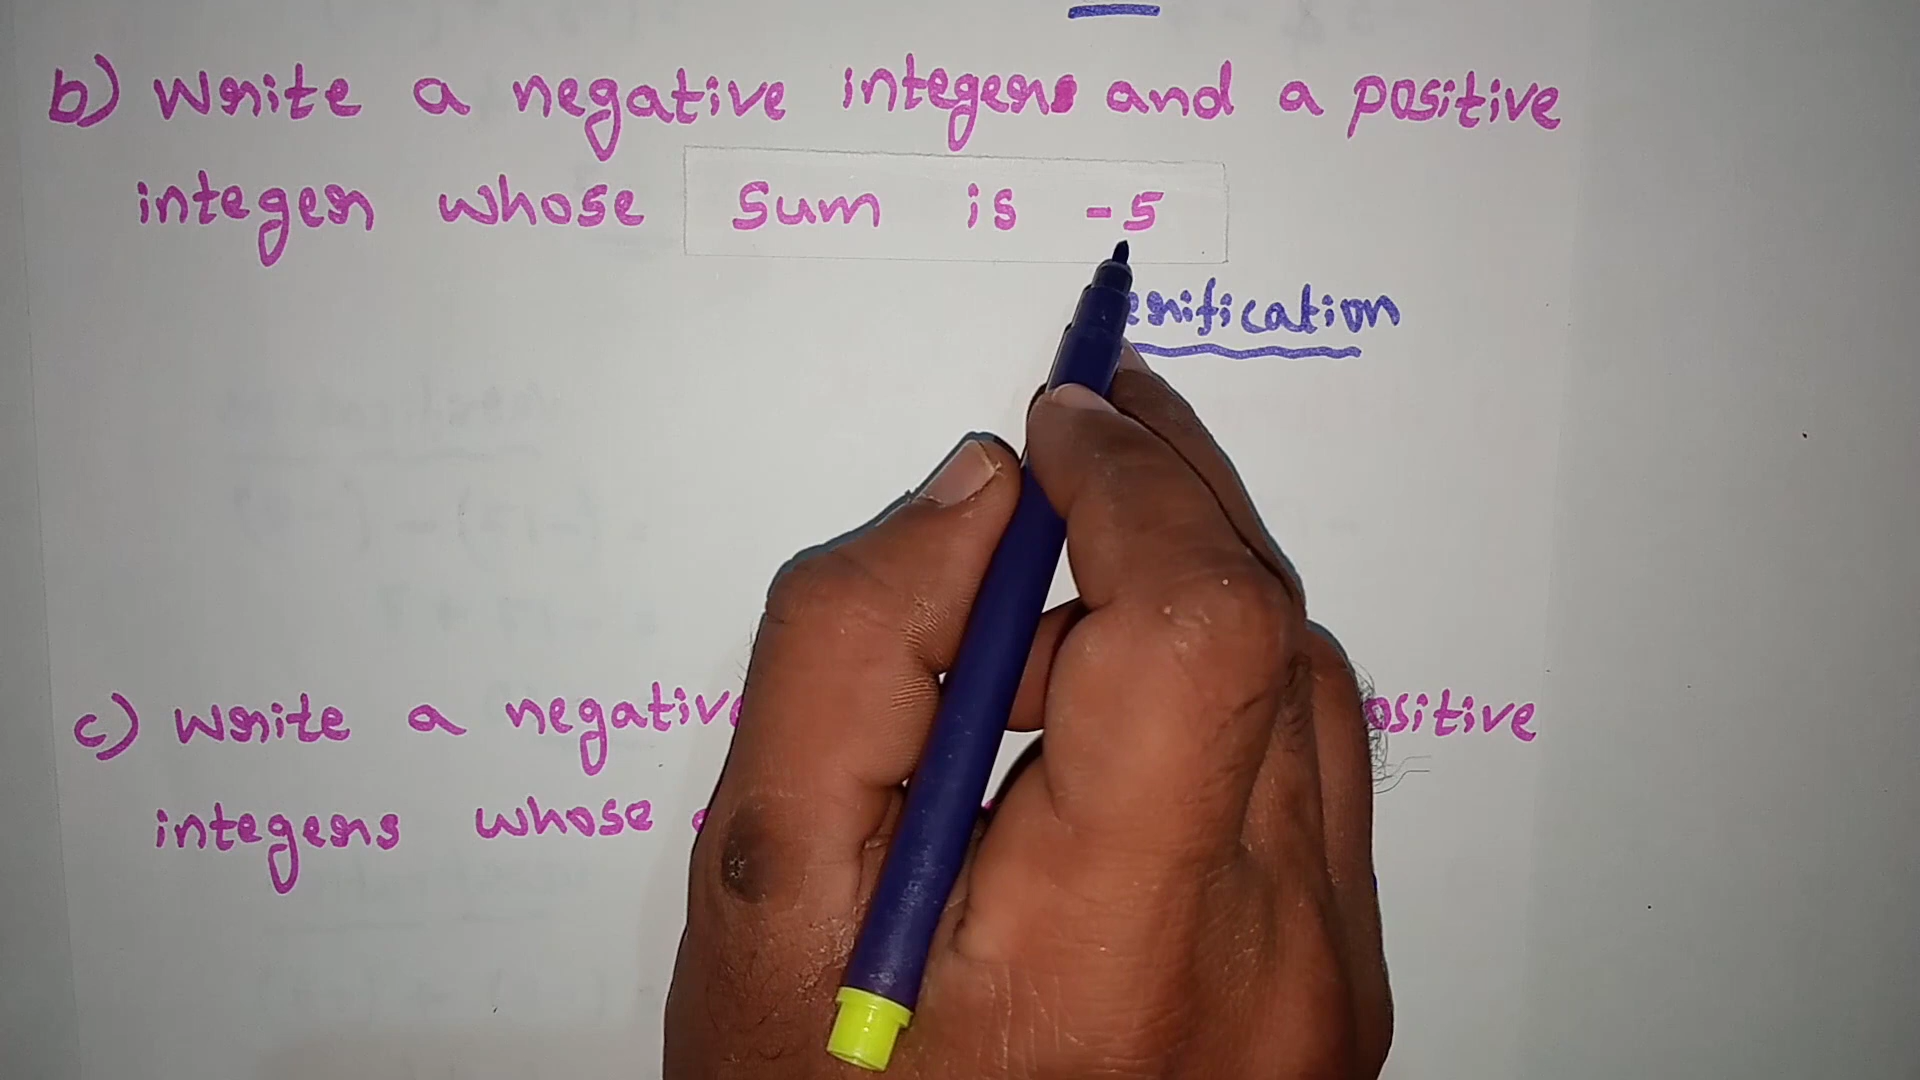 b) Write a negative integers and a positive
integer whose sum is -5
erification
c) Write a negative ositive
integers whose